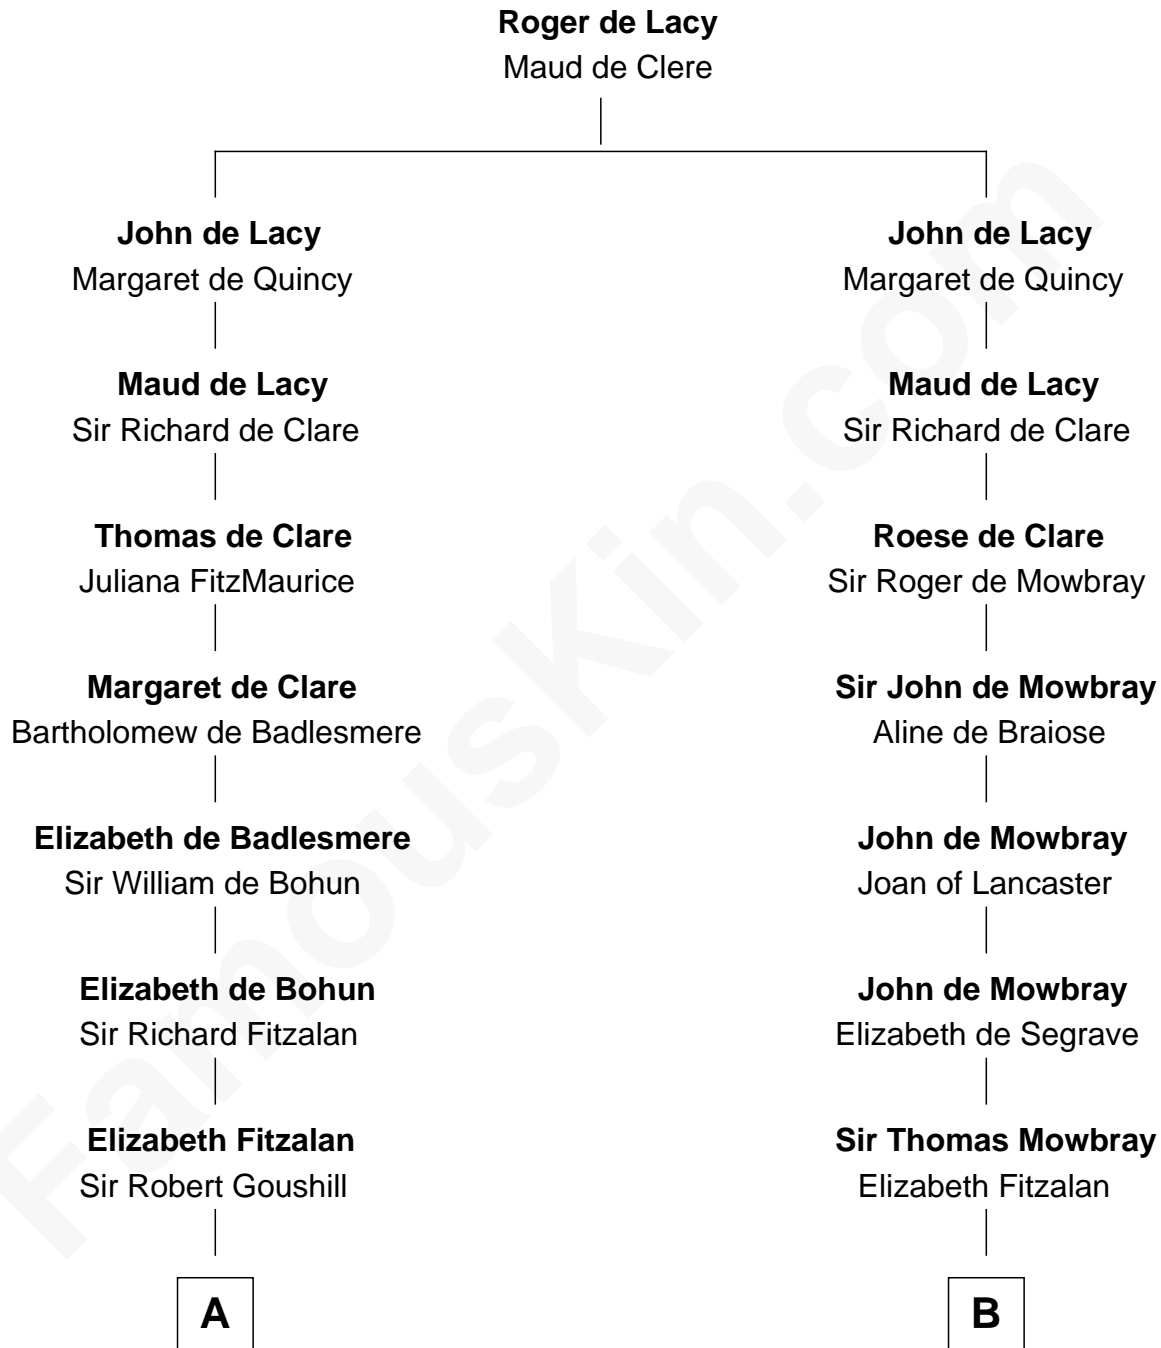 Roger de Lacy
Maud de Clere
John de Lacy
Margaret de Quincy
John de Lacy
Margaret de Quincy
Maud de Lacy
Sir Richard de Clare
Maud de Lacy
Sir Richard de Clare
Thomas de Clare
Juliana FitzMaurice
Roese de Clare
Sir Roger de Mowbray
Margaret de Clare
Bartholomew de Badlesmere
Sir John de Mowbray
Aline de Braiose
Elizabeth de Badlesmere
Sir William de Bohun
John de Mowbray
Joan of Lancaster
Elizabeth de Bohun
Sir Richard Fitzalan
John de Mowbray
Elizabeth de Segrave
Elizabeth Fitzalan
Sir Robert Goushill
Sir Thomas Mowbray
Elizabeth Fitzalan
A
B
FamousKin.com